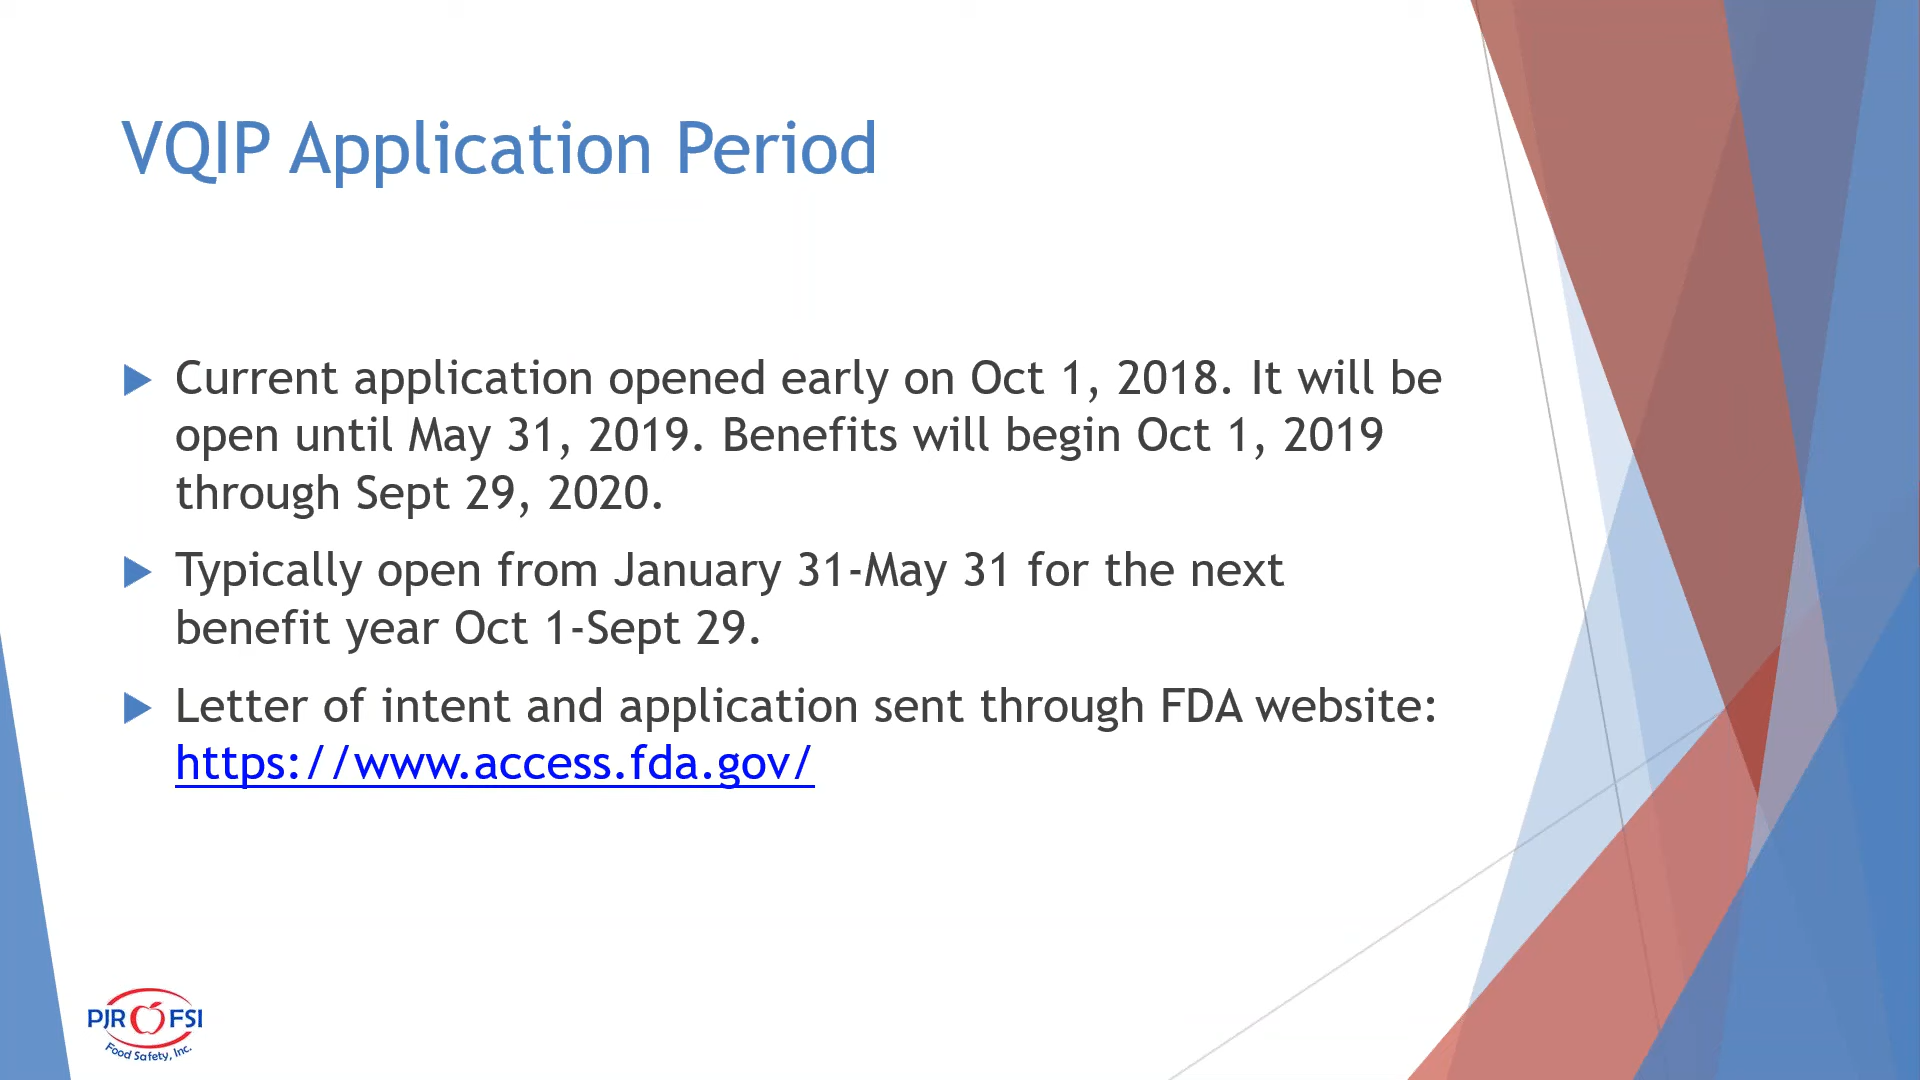 VQIP Application Period
Current application opened early on Oct 1, 2018. It will be
open until May 31, 2019. Benefits will begin Oct 1, 2019
through Sept 29, 2020.
Typically open from January 31-May 31 for the next
benefit year Oct 1-Sept 29.
Letter of intent and application sent through FDA website:
https://www.access.fda.gov/
PJR FSI
Food Safety, Inc.